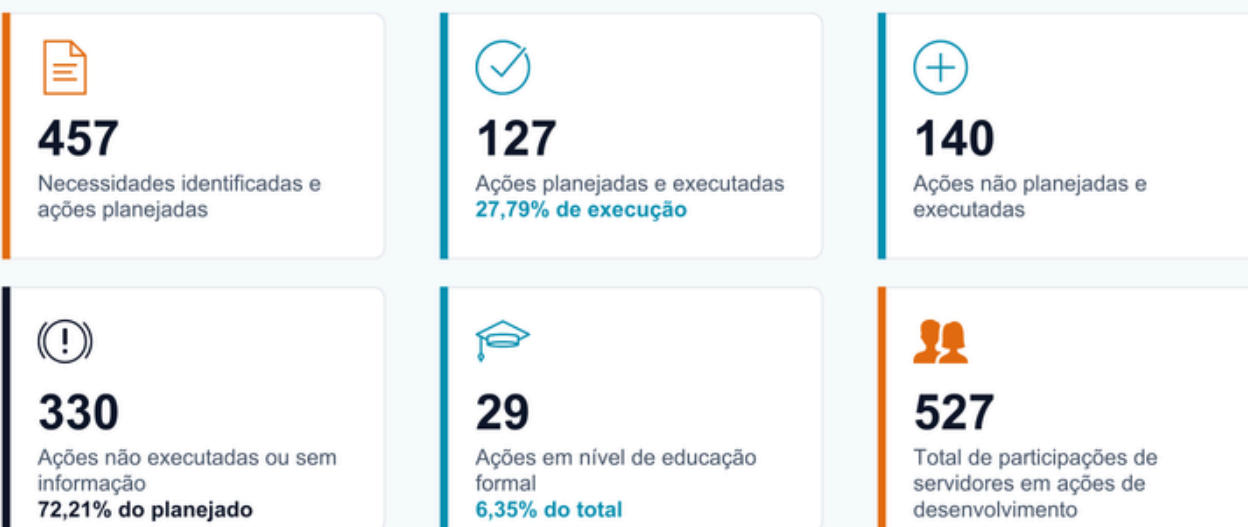 457
Necessidades identificadas e
ações planejadas
127
Ações planejadas e executadas
27,79% de execução
140
Ações não planejadas e
executadas
330
Ações não executadas ou sem
informação
72,21% do planejado
29
Ações em nível de educação
formal
6,35% do total
527
Total de participações de
servidores em ações de
desenvolvimento